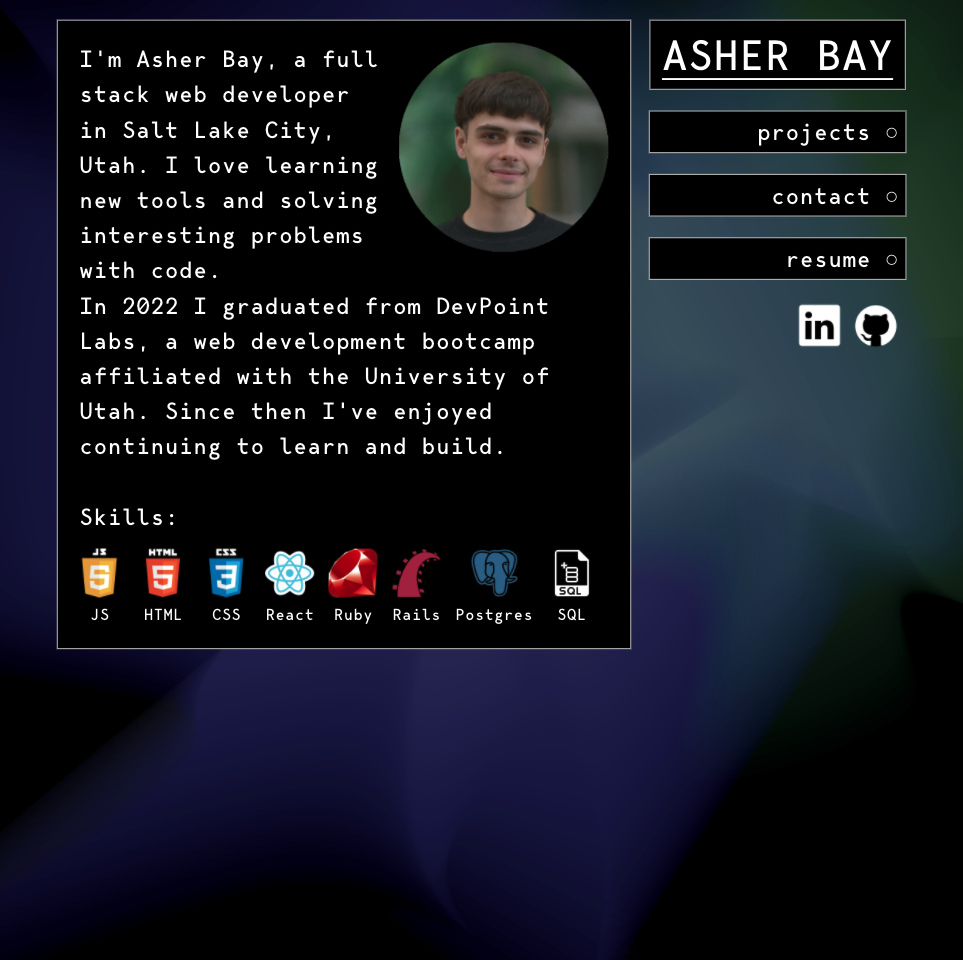 I'm Asher Bay, a full
stack web developer
in Salt Lake City,
Utah. I love learning
new tools and solving
interesting problems
with code.
In 2022 I graduated from DevPoint
Labs, a web development bootcamp
affiliated with the University of
Utah. Since then I've enjoyed
continuing to learn and build.
Skills:
JS HTML CSS SQL
JS HTML CSS React Ruby Rails Postgres SQL
ASHER BAY
projects
contact
resume
in